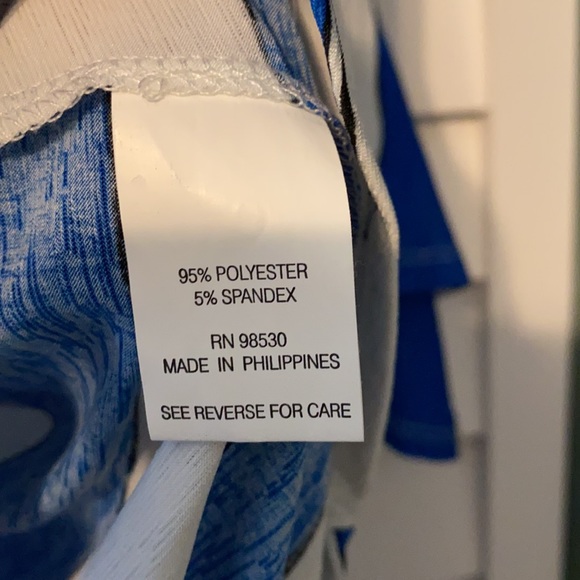 95% POLYESTER
5% SPANDEX
RN 98530
MADE IN PHILIPPINES
SEE REVERSE FOR CARE